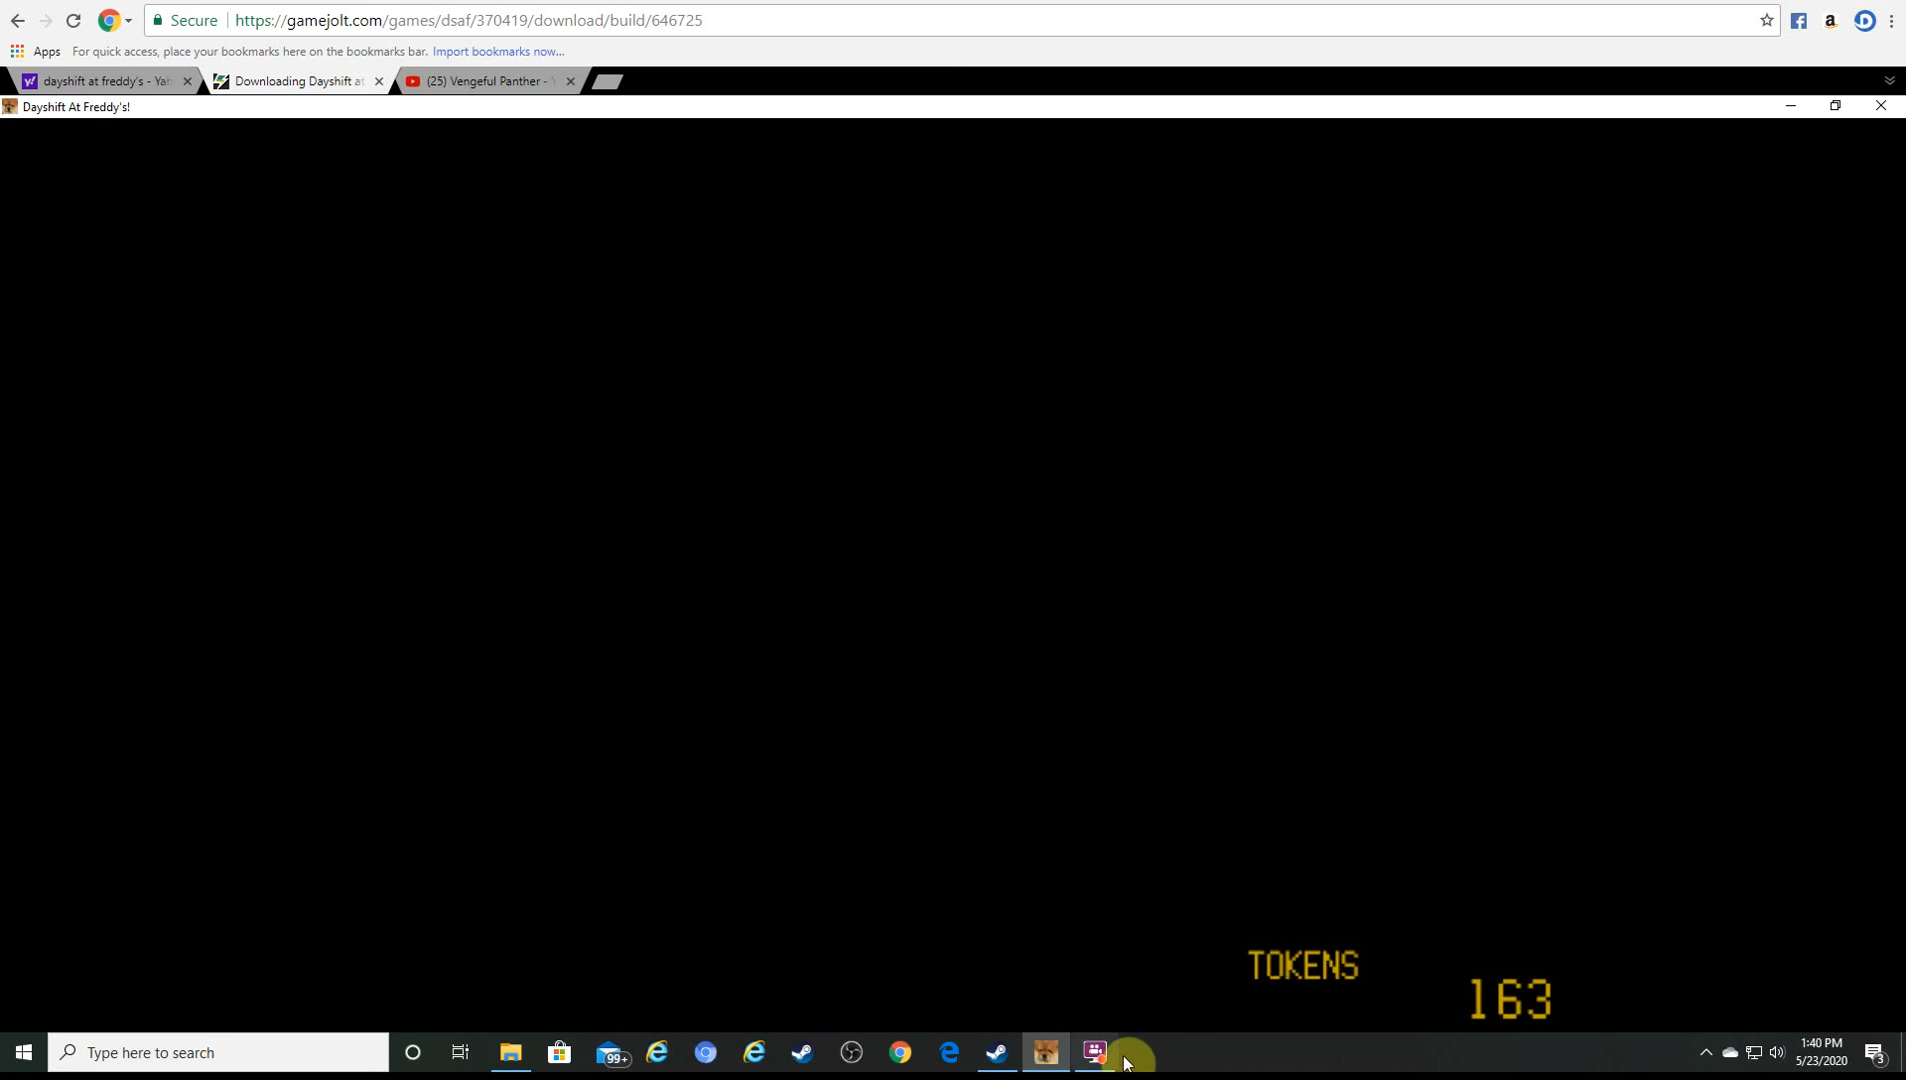 Secure https://gamejolt.com/games/dsaf/370419/download/build/646725
Apps For quick access, place your bookmarks here on the bookmarks bar. Import bookmarks now...
dayshift at freddy's - Yah Downloading Dayshift at (25) Vengeful Panther -
Dayshift At Freddy's!
TOKENS
163
Type here to search
99+
1:40 PM
5/23/2020
3